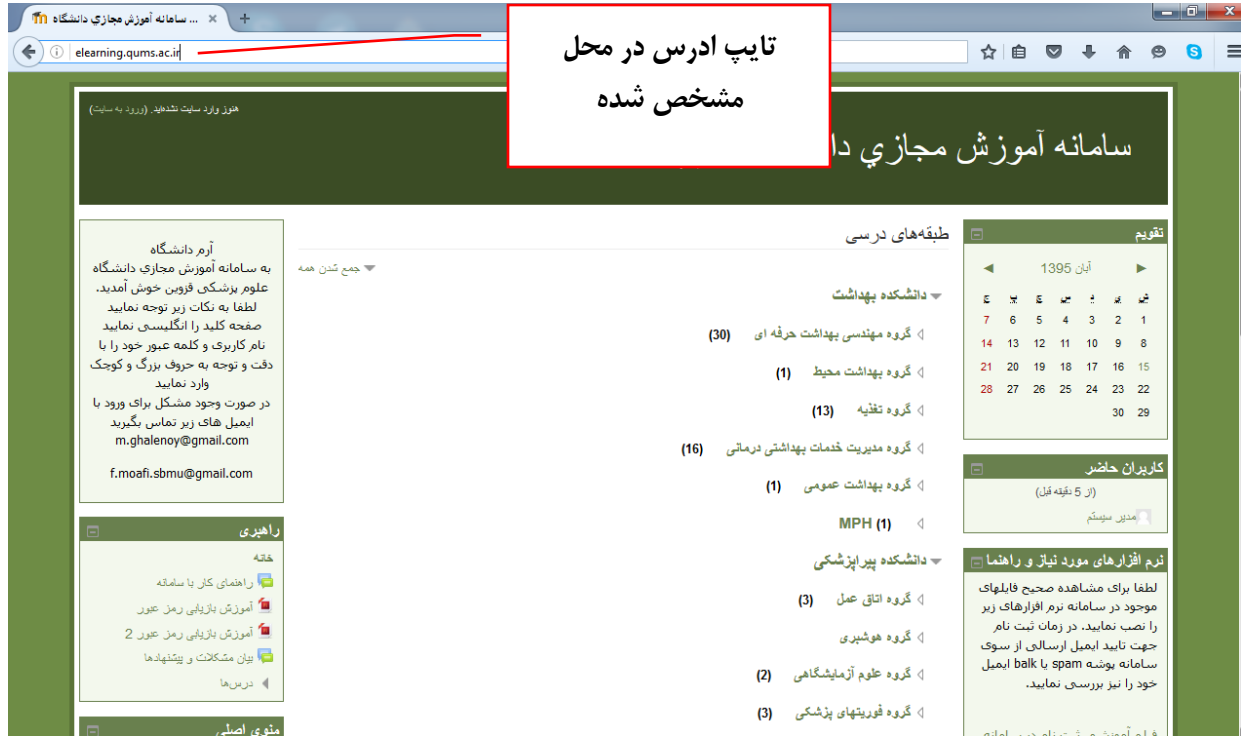 سامانه آموزش مجازي دانشگاه ...
elearning.qums.ac.ir
تایپ ادرس در محل
مشخص شده
هنوز وارد سایت نشده‌اید. (ورود به سایت)
سامانه آموزش مجازي دا
تقویم
آبان 1395
ش ی د س چ پ ج
1 2 3 4 5 6 7
8 9 10 11 12 13 14
15 16 17 18 19 20 21
22 23 24 25 26 27 28
29 30
کاربران حاضر
(از 5 دقیقه قبل)
مدیر سیستم
نرم افزارهای مورد نیاز و راهنما
لطفا برای مشاهده صحیح فایلهای
موجود در سامانه نرم افزارهای زیر
را نصب نمایید. در زمان ثبت نام
جهت تایید ایمیل ارسالی از سوی
سامانه پوشه spam یا balk ایمیل
خود را نیز بررسی نمایید.
طبقه‌های درسی
جمع شدن همه
دانشکده بهداشت
گروه مهندسی بهداشت حرفه ای (30)
گروه بهداشت محیط (1)
گروه تغذیه (13)
گروه مدیریت خدمات بهداشتی درمانی (16)
گروه بهداشت عمومی (1)
MPH (1)
دانشکده پیراپزشکی
گروه اتاق عمل (3)
گروه هوشبری
گروه علوم آزمایشگاهی (2)
گروه فوریتهای پزشکی (3)
آرم دانشگاه
به سامانه آموزش مجازي دانشگاه
علوم پزشکی قزوین خوش آمدید.
لطفا به نکات زیر توجه نمایید
صفحه کلید را انگلیسی نمایید
نام کاربری و کلمه عبور خود را با
دقت و توجه به حروف بزرگ و کوچک
وارد نمایید
در صورت وجود مشکل برای ورود با
ایمیل های زیر تماس بگیرید
m.ghalenoy@gmail.com
f.moafi.sbmu@gmail.com
راهبری
خانه
راهنمای کار با سامانه
آموزش بازیابی رمز عبور
آموزش بازیابی رمز عبور 2
بیان مشکلات و پیشنهادها
درس‌ها
منوی اصلی